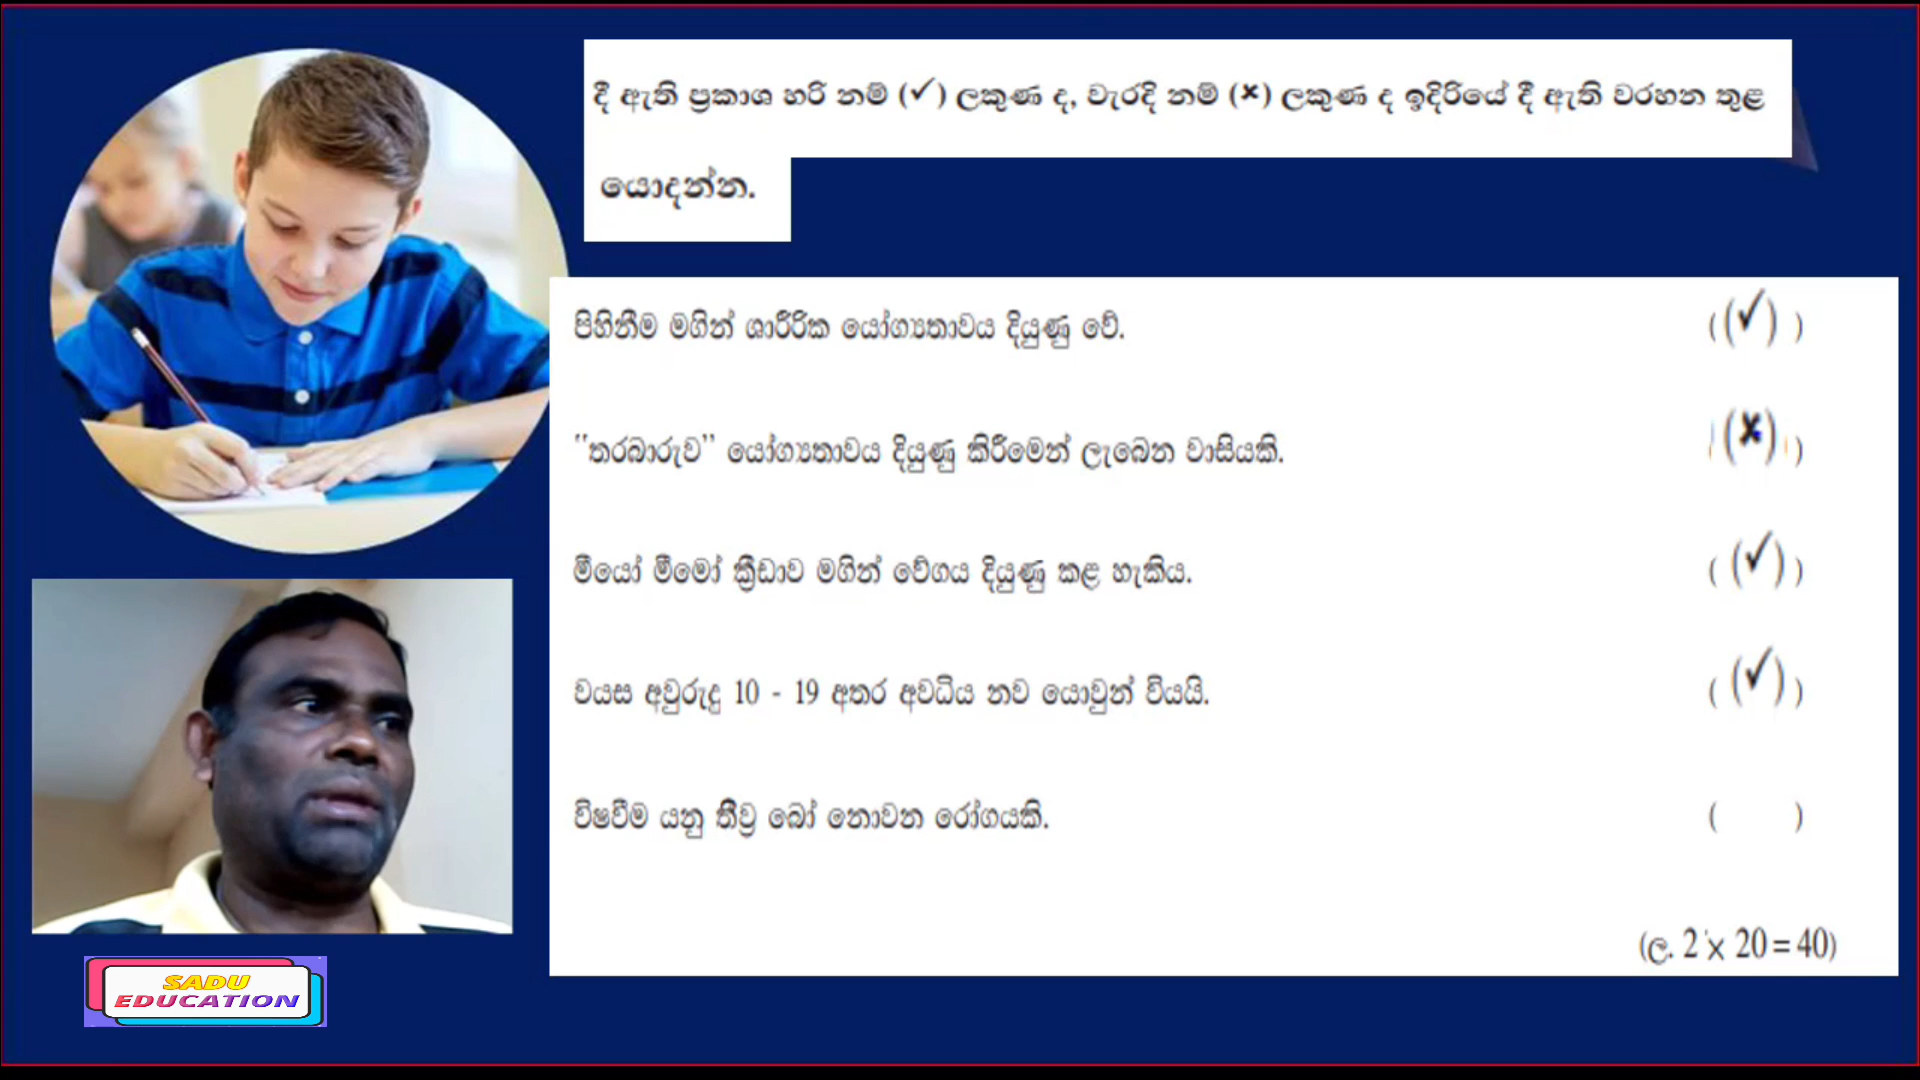 දී ඇති ප්‍රකාශ හරි නම් (✓) ලකුණ ද, වැරදි නම් (✗) ලකුණ ද ඉදිරියේ දී ඇති වරහන තුළ
යොදන්න.
පිහිනීම මගින් ශාරීරික යෝග්‍යතාවය දියුණු වේ. ((✓) )
"තරබාරුව" යෝග්‍යතාවය දියුණු කිරීමෙන් ලැබෙන වාසියකි. (✗) )
මීයෝ මීමෝ ක්‍රීඩාව මගින් වේගය දියුණු කළ හැකිය. ( (✓) )
වයස අවුරුදු 10 - 19 අතර අවධිය නව යොවුන් වියයි. ( (✓) )
විෂවීම යනු තීව්‍ර බෝ නොවන රෝගයකි. ( )
(ල. 2 x 20 = 40)
SADU
EDUCATION